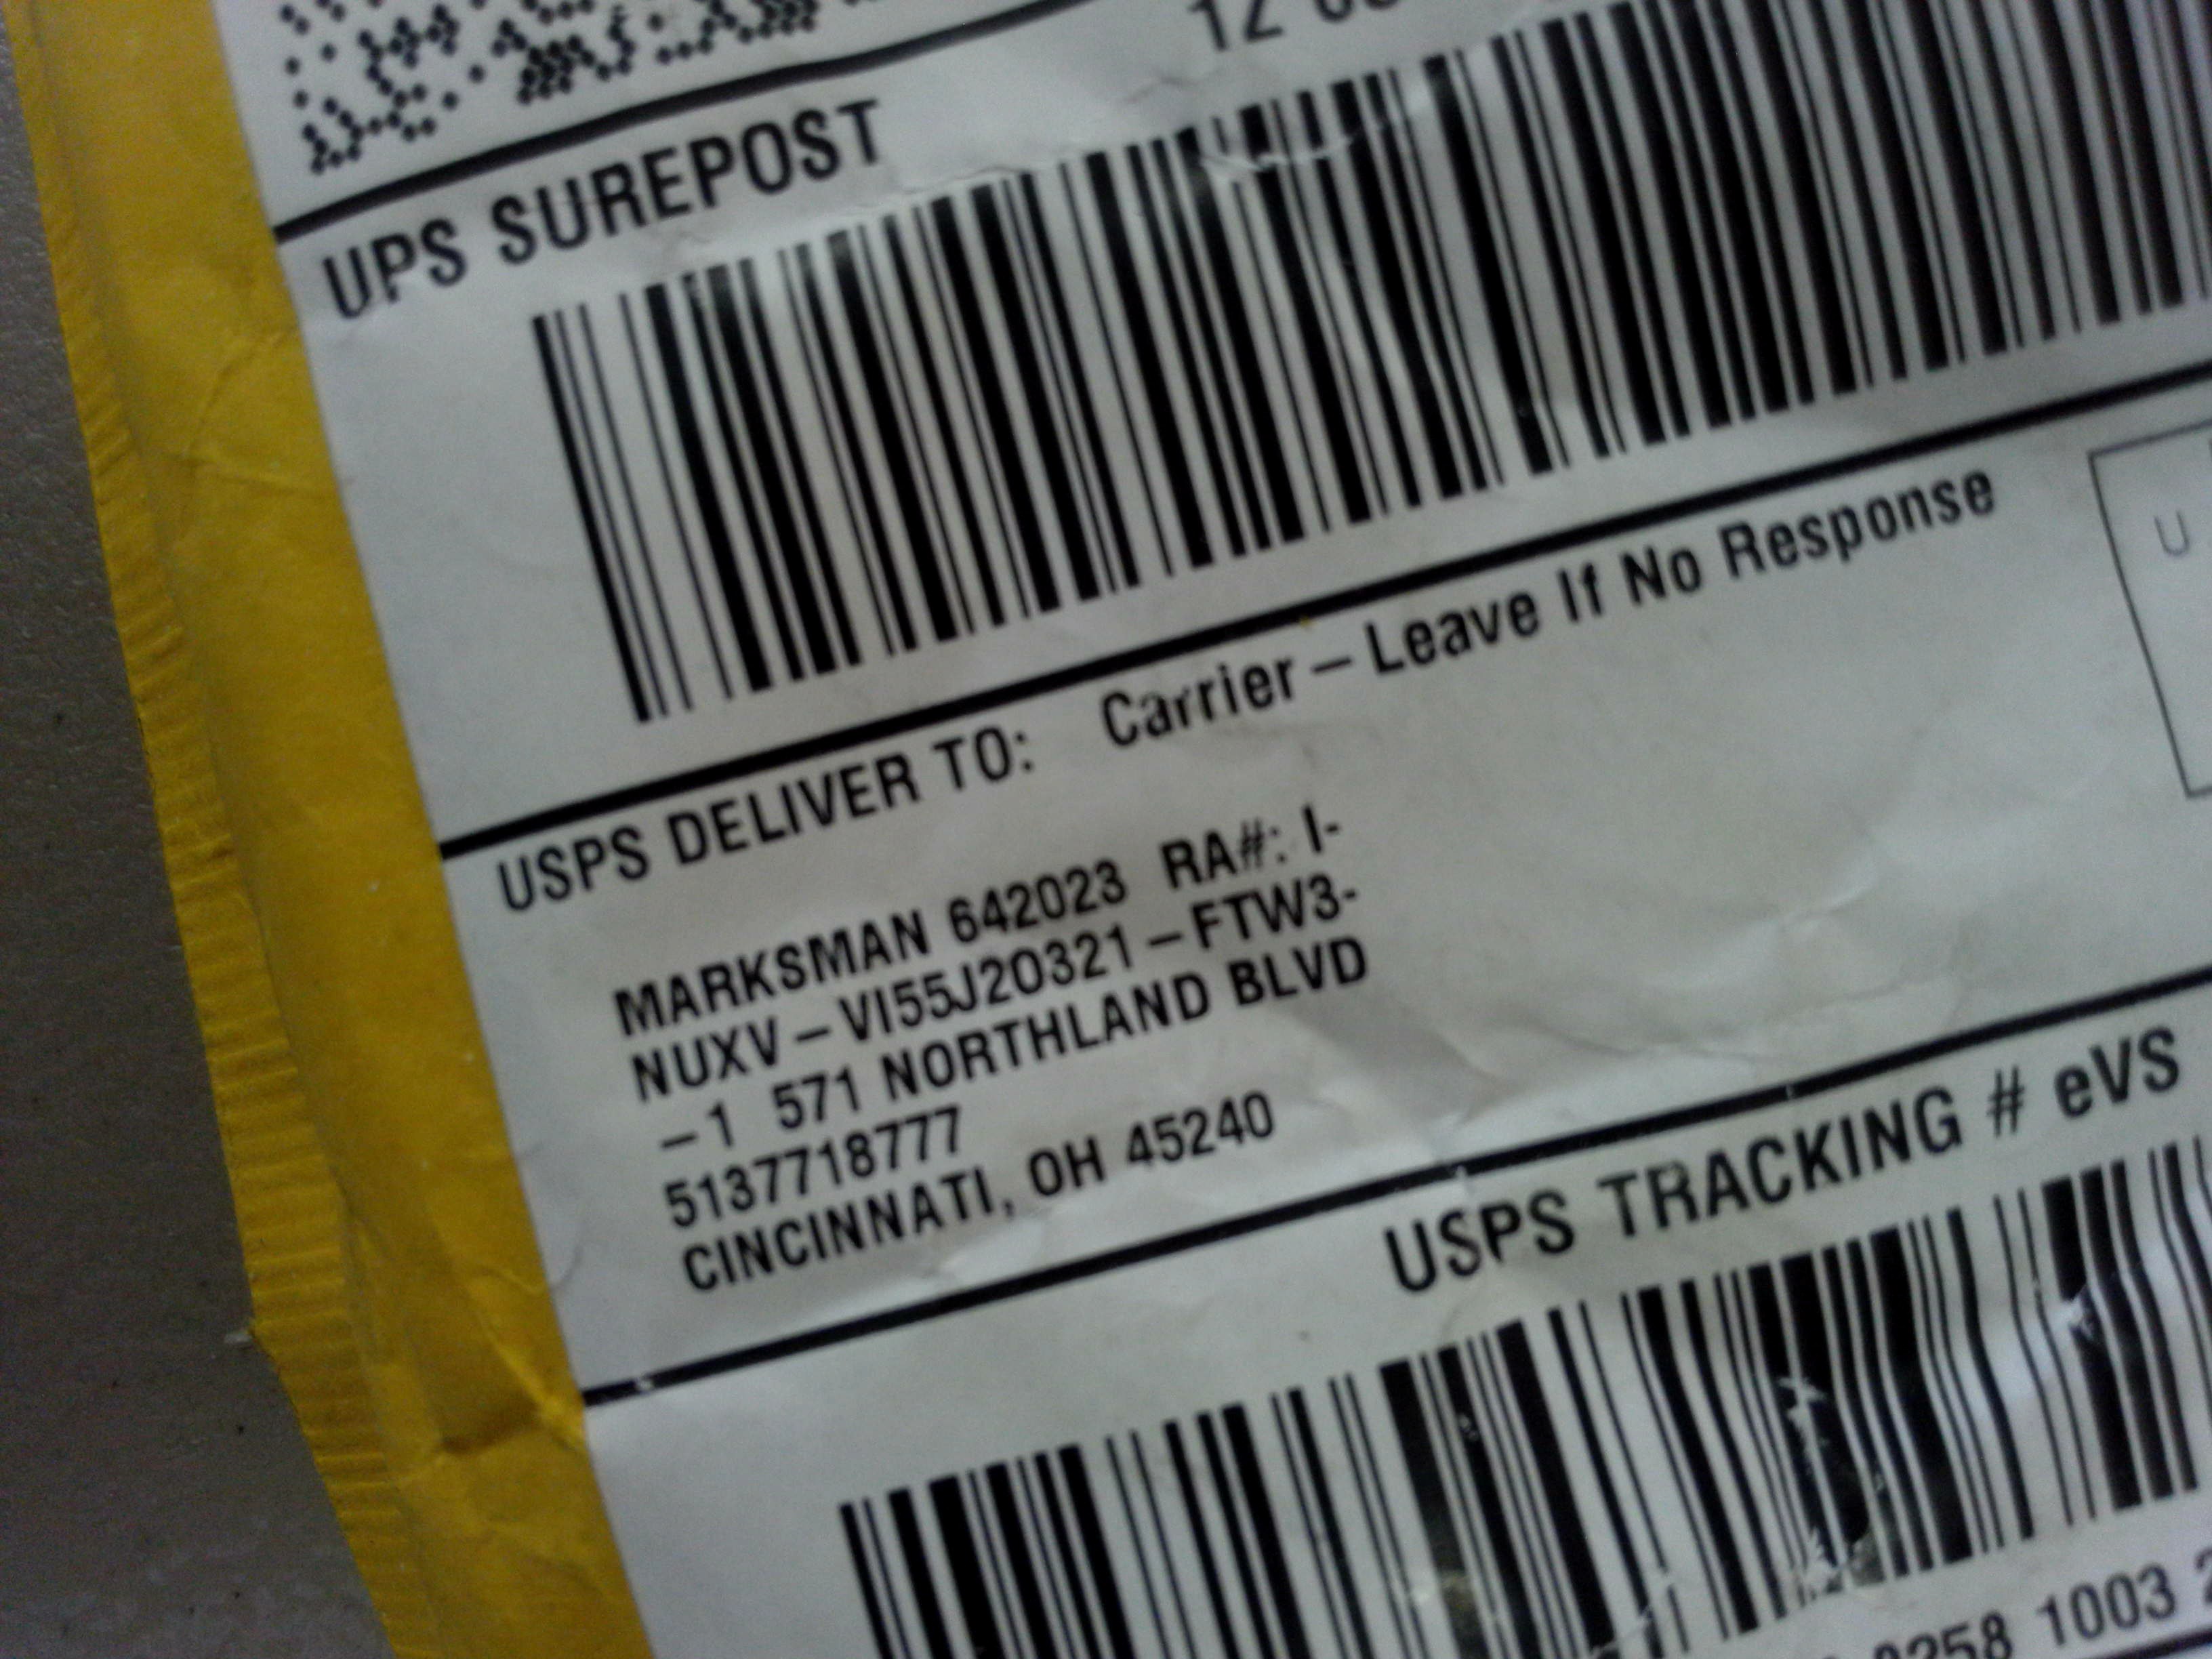 UPS SUREPOST
USPS DELIVER TO: Carrier – Leave If No Response
U
MARKSMAN 642023 RA#: I-
NUXV – VI55J20321 – FTW3-
– 1 571 NORTHLAND BLVD
5137718777
CINCINNATI, OH 45240
USPS TRACKING # eVS
0258 1003